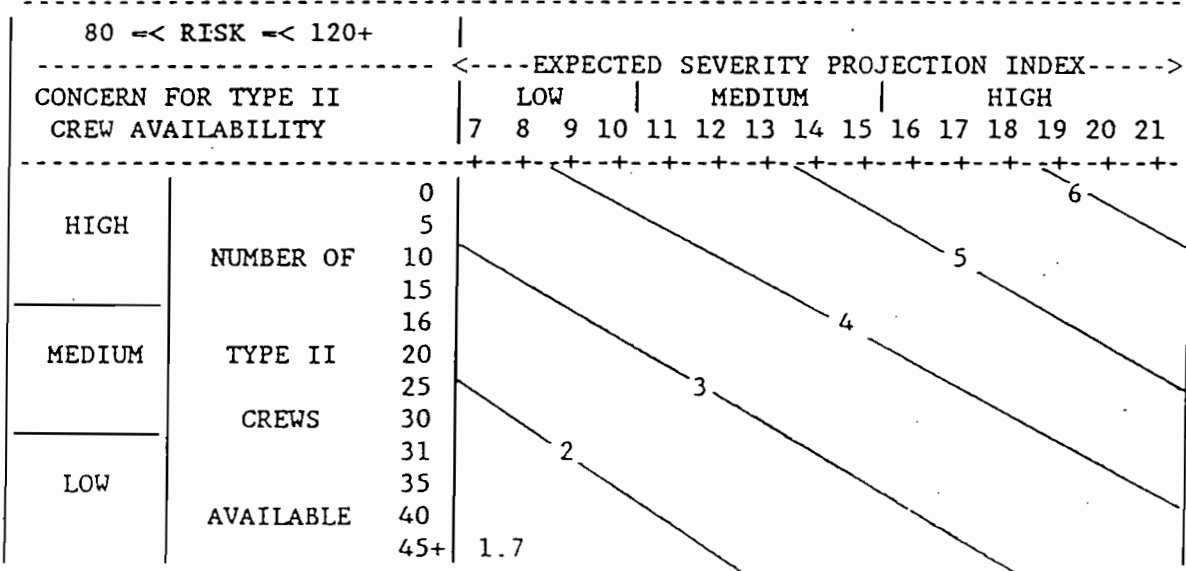 80 =< RISK =< 120+
<----EXPECTED SEVERITY PROJECTION INDEX----->
CONCERN FOR TYPE II LOW | MEDIUM | HIGH
CREW AVAILABILITY 7 8 9 10 11 12 13 14 15 16 17 18 19 20 21
0 6
HIGH 5
NUMBER OF 10 5
15
16 4
MEDIUM TYPE II 20
25 3
CREWS 30
31 2
LOW 35
AVAILABLE 40
45+ 1.7